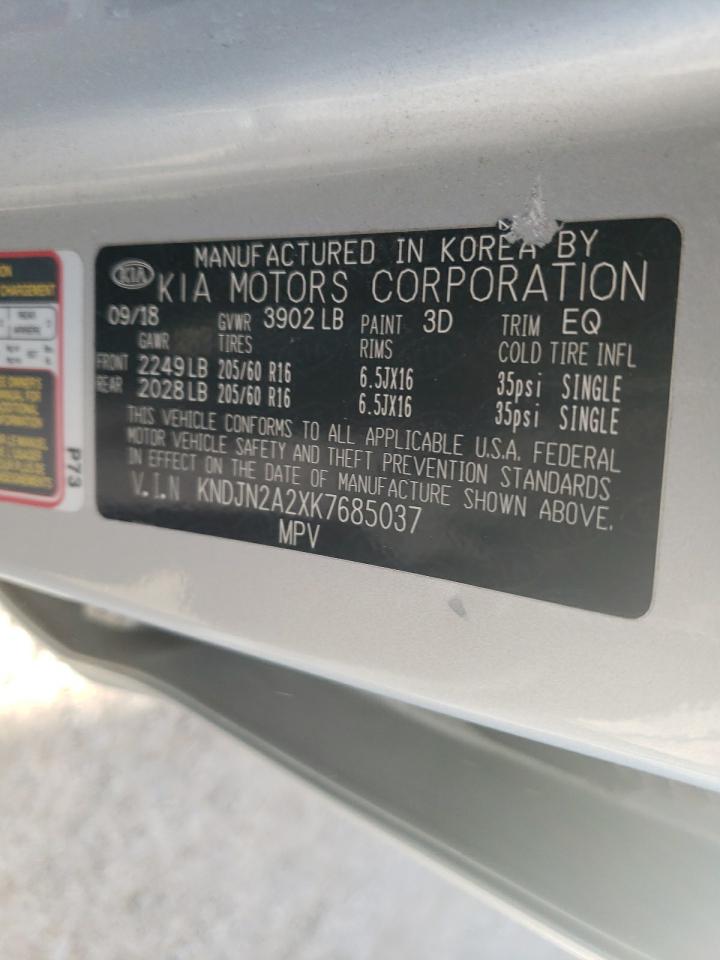 MANUFACTURED IN KOREA BY
KIA KIA MOTORS CORPORATION
09/18 GVWR 3902 LB PAINT 3D TRIM EQ
GAWR TIRES RIMS COLD TIRE INFL
FRONT 2249 LB 205/60 R16 6.5JX16 35psi SINGLE
REAR 2028 LB 205/60 R16 6.5JX16 35psi SINGLE
THIS VEHICLE CONFORMS TO ALL APPLICABLE U.S.A. FEDERAL
MOTOR VEHICLE SAFETY AND THEFT PREVENTION STANDARDS
IN EFFECT ON THE DATE OF MANUFACTURE SHOWN ABOVE.
V.I.N KNDJN2A2XK7685037
MPV
CHARGEMENT
REAR
P73